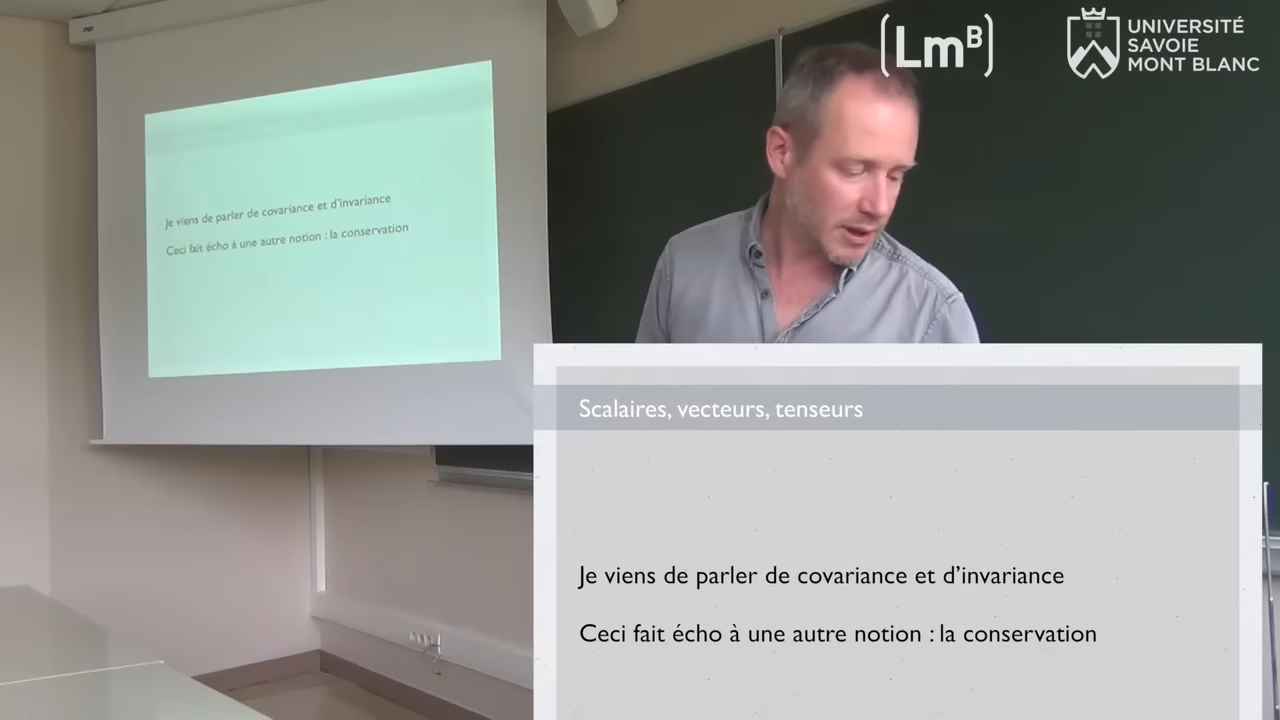 Je viens de parler de covariance et d'invariance
Ceci fait écho à une autre notion : la conservation
(LmB)
UNIVERSITÉ
SAVOIE
MONT BLANC
Scalaires, vecteurs, tenseurs
Je viens de parler de covariance et d'invariance
Ceci fait écho à une autre notion : la conservation